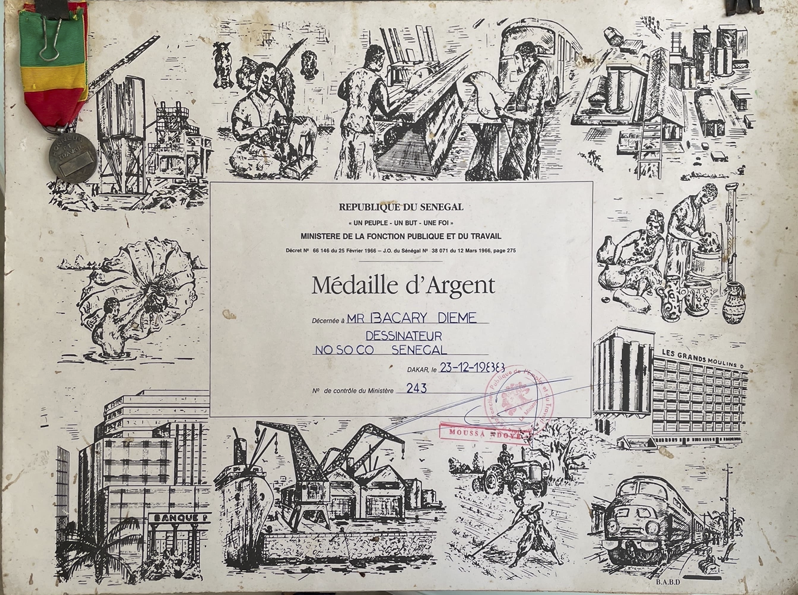 REPUBLIQUE DU SENEGAL
« UN PEUPLE - UN BUT - UNE FOI »
MINISTERE DE LA FONCTION PUBLIQUE ET DU TRAVAIL
Décret Nº 66 146 du 25 Février 1966 – J.O. du Sénégal Nº 38 071 du 12 Mars 1966, page 275
Médaille d'Argent
Décernée à MR BACARY DIEME
DESSINATEUR
NO SO CO SENEGAL
DAKAR, le 23-12-1983
Nº de contrôle du Ministère 243
MOUSSA NDOYE
LES GRANDS MOULINS D
BANQUE
B.A.B.D